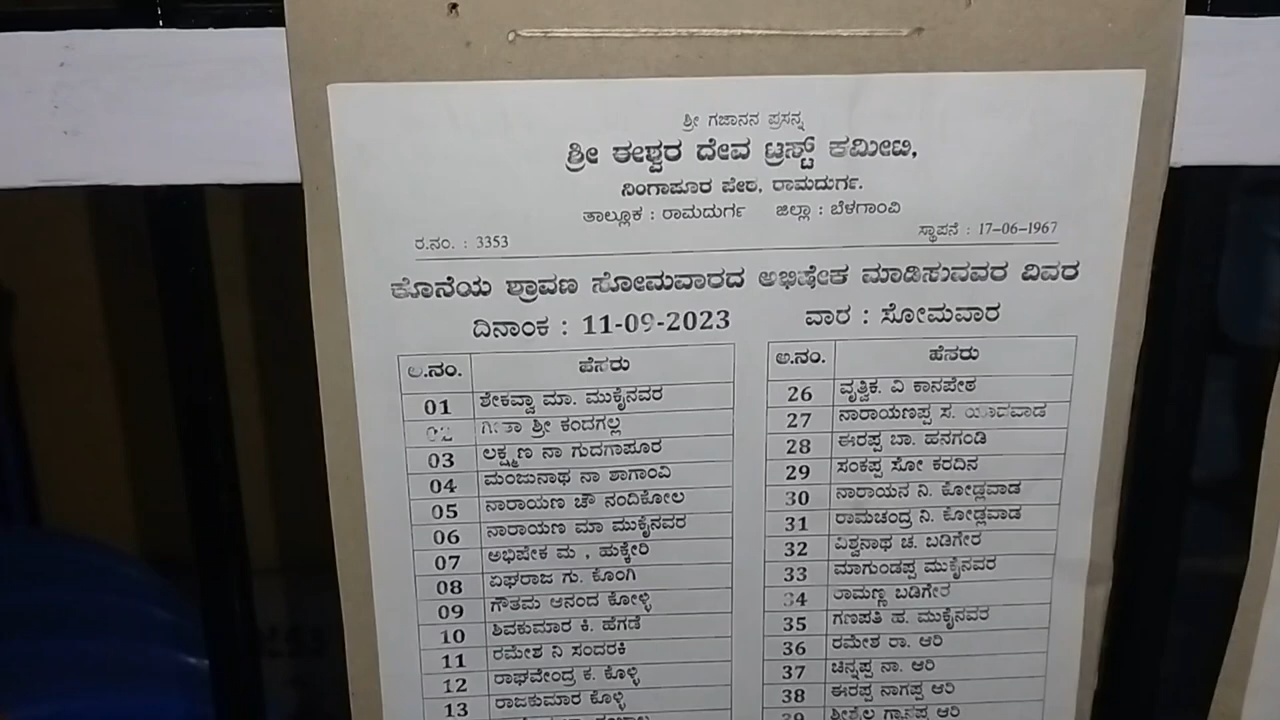 ಶ್ರೀ ಗಜಾನನ ಪ್ರಸನ್ನ
ಶ್ರೀ ಈಶ್ವರ ದೇವ ಟ್ರಸ್ಟ್ ಕಮೀಟಿ,
ನಿಂಗಾಪೂರ ಪೇಠ, ರಾಮದುರ್ಗ.
ತಾಲ್ಲೂಕ : ರಾಮದುರ್ಗ ಜಿಲ್ಲಾ : ಬೆಳಗಾಂವಿ
ರ.ನಂ. : 3353 ಸ್ಥಾಪನೆ : 17-06-1967
ಕೊನೆಯ ಶ್ರಾವಣ ಸೋಮವಾರದ ಅಭಿಷೇಕ ಮಾಡಿಸುವವರ ವಿವರ
ದಿನಾಂಕ : 11-09-2023 ವಾರ : ಸೋಮವಾರ
ಅ.ನಂ. ಹೆಸರು
01 ಶೇಕವ್ವಾ ಮಾ. ಮುಕ್ಕೈನವರ
02 ಗೀತಾ ಶ್ರೀ ಕಂದಗಲ್ಲ
03 ಲಕ್ಷ್ಮಣ ನಾ ಗುದಗಾಪೂರ
04 ಮಂಜುನಾಥ ನಾ ಶಾಗಾಂವಿ
05 ನಾರಾಯಣ ಚೌ ನಂದಿಕೋಲ
06 ನಾರಾಯಣ ಮಾ ಮುಕ್ಕೈನವರ
07 ಅಭಿಷೇಕ ಮ , ಹುಕ್ಕೇರಿ
08 ಏಘರಾಜ ಗು. ಕೊಂಗಿ
09 ಗೌತಮ ಆನಂದ ಕೋಳ್ಳಿ
10 ಶಿವಕುಮಾರ ಕಿ. ಹೆಗಡೆ
11 ರಮೇಶ ನಿ ಸಂದರಕಿ
12 ರಾಘವೇಂದ್ರ ಕ. ಕೊಳ್ಳಿ
13 ರಾಜಕುಮಾರ ಕೊಳ್ಳಿ
ಅ.ನಂ. ಹೆಸರು
26 ವೃತ್ವಿಕ. ವಿ ಕಾನಪೇಠ
27 ನಾರಾಯಣಪ್ಪ ಸ. ಯಾದವಾಡ
28 ಈರಪ್ಪ ಬಾ. ಹನಗಂಡಿ
29 ಸಂಕಪ್ಪ ಸೋ ಕರದಿನ
30 ನಾರಾಯನ ನಿ. ಕೋಡ್ಲವಾಡ
31 ರಾಮಚಂದ್ರ ನಿ. ಕೋಡ್ಲವಾಡ
32 ವಿಶ್ವನಾಥ ಚ. ಬಡಿಗೇರ
33 ಮಾಗುಂಡಪ್ಪ ಮುಕ್ಕೈನವರ
34 ರಾಮಣ್ಣ ಬಡಿಗೇರ
35 ಗಣಪತಿ ಹ. ಮುಕ್ಕೈನವರ
36 ರಮೇಶ ರಾ. ಆರಿ
37 ಚಿನ್ನಪ್ಪ ನಾ. ಆರಿ
38 ಈರಪ್ಪ ನಾಗಪ್ಪ ಆರಿ
39 ಶ್ರೀಶೈಲ ಗ್ಯಾನಪ್ಪ ಆರಿ